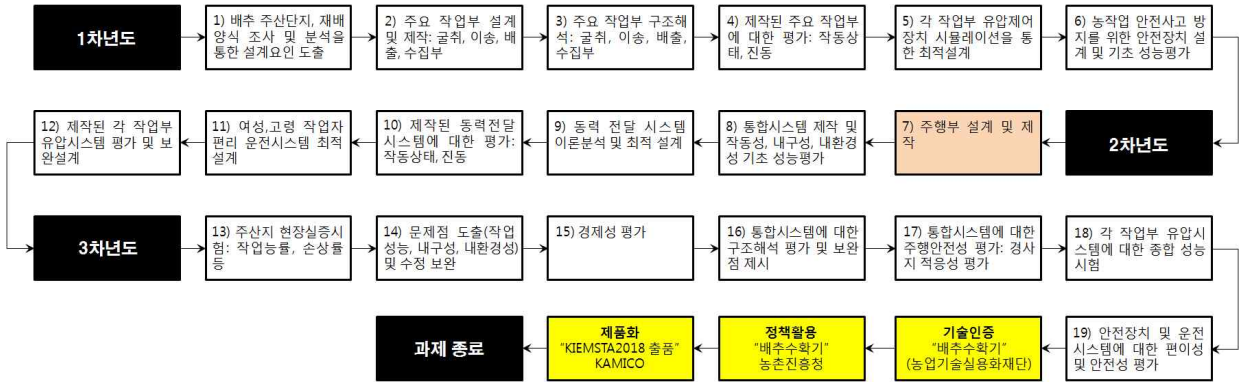 1차년도
1) 배추 주산단지, 재배
양식 조사 및 분석을
통한 설계요인 도출
2) 주요 작업부 설계
및 제작: 굴취, 이송, 배
출, 수집부
3) 주요 작업부 구조해
석: 굴취, 이송, 배출,
수집부
4) 제작된 주요 작업부
에 대한 평가: 작동상
태, 진동
5) 각 작업부 유압제어
장치 시뮬레이션을 통
한 최적설계
6) 농작업 안전사고 방
지를 위한 안전장치 설
계 및 기초 성능평가
2차년도
7) 주행부 설계 및 제
작
8) 통합시스템 제작 및
작동성, 내구성, 내환경
성 기초 성능평가
9) 동력 전달 시스템
이론분석 및 최적 설계
10) 제작된 동력전달
시스템에 대한 평가:
작동상태, 진동
11) 여성,고령 작업자
편리 운전시스템 최적
설계
12) 제작된 각 작업부
유압시스템 평가 및 보
완설계
3차년도
13) 주산지 현장실증시
험: 작업능률, 손상률
등
14) 문제점 도출(작업
성능, 내구성, 내환경성)
및 수정 보완
15) 경제성 평가
16) 통합시스템에 대한
구조해석 평가 및 보완
점 제시
17) 통합시스템에 대한
주행안전성 평가: 경사
지 적응성 평가
18) 각 작업부 유압시
스템에 대한 종합 성능
시험
19) 안전장치 및 운전
시스템에 대한 편이성
및 안전성 평가
기술인증
"배추수확기"
(농업기술실용화재단)
정책활용
"배추수확기"
농촌진흥청
제품화
"KIEMSTA2018 출품"
KAMICO
과제 종료